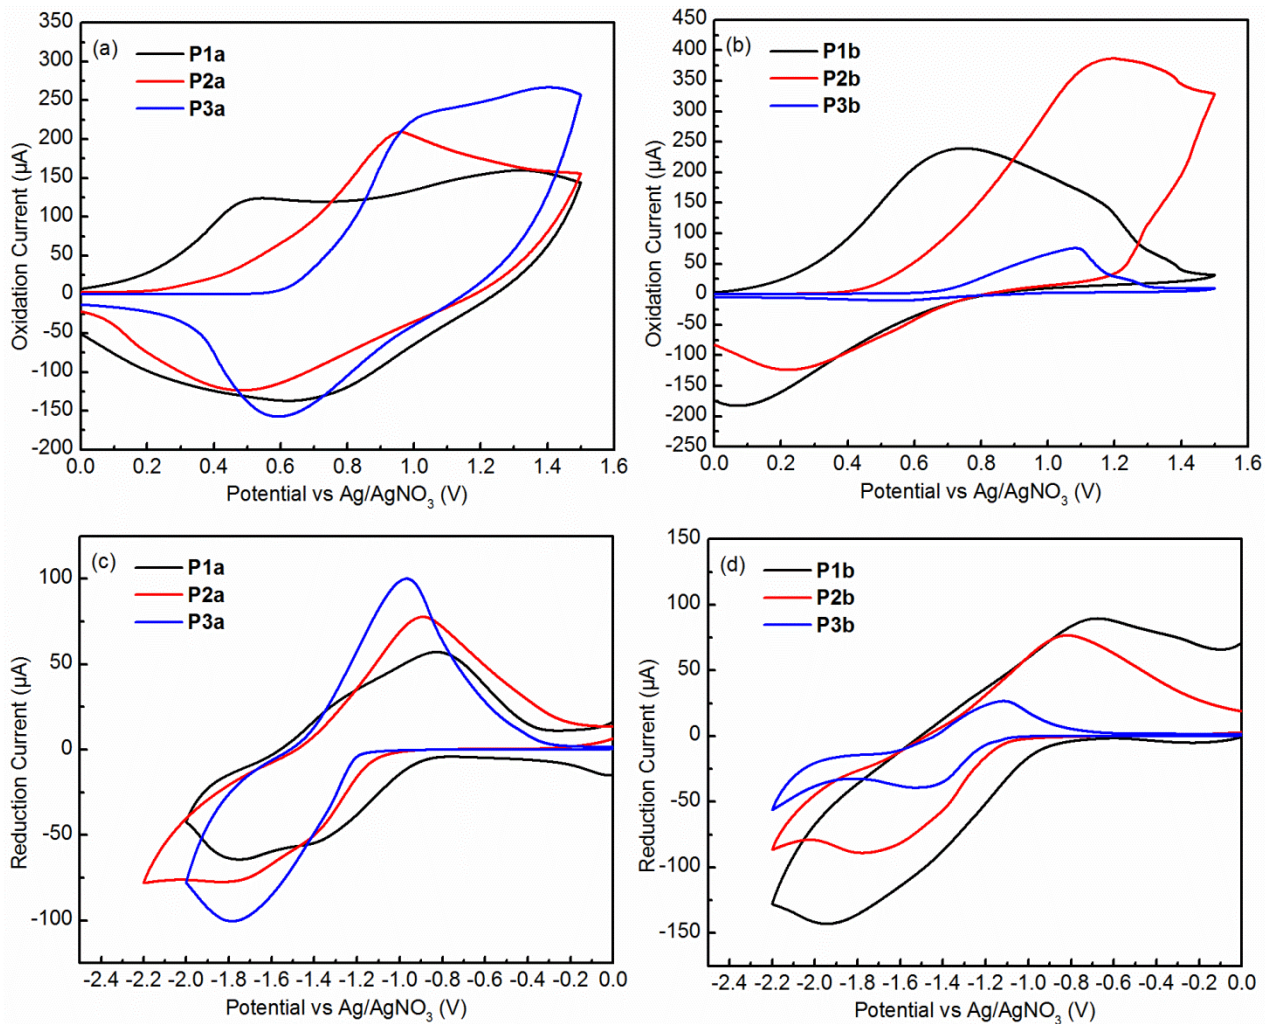 (a)
P1a
P2a
P3a
Oxidation Current (µA)
350
300
250
200
150
100
50
0
-50
-100
-150
-200
0.0 0.2 0.4 0.6 0.8 1.0 1.2 1.4 1.6
Potential vs Ag/AgNO3 (V)
(b)
P1b
P2b
P3b
Oxidation Current (µA)
450
400
350
300
250
200
150
100
50
0
-50
-100
-150
-200
-250
0.0 0.2 0.4 0.6 0.8 1.0 1.2 1.4 1.6
Potential vs Ag/AgNO3 (V)
(c)
P1a
P2a
P3a
Reduction Current (µA)
100
50
0
-50
-100
-2.4 -2.2 -2.0 -1.8 -1.6 -1.4 -1.2 -1.0 -0.8 -0.6 -0.4 -0.2 0.0
Potential vs Ag/AgNO3 (V)
(d)
P1b
P2b
P3b
Reduction Current (µA)
150
100
50
0
-50
-100
-150
-2.4 -2.2 -2.0 -1.8 -1.6 -1.4 -1.2 -1.0 -0.8 -0.6 -0.4 -0.2 0.0
Potential vs Ag/AgNO3 (V)